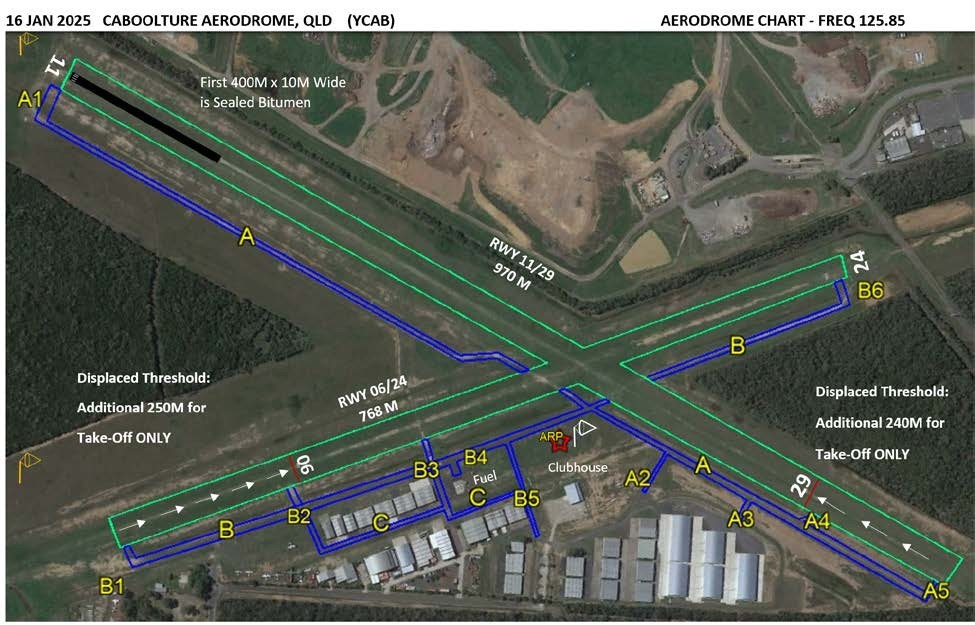 16 JAN 2025 CABOOLTURE AERODROME, QLD (YCAB)
AERODROME CHART - FREQ 125.85
11
A1
First 400M x 10M Wide
is Sealed Bitumen
A
RWY 11/29
970 M
24
B6
B
Displaced Threshold:
Additional 250M for
Take-Off ONLY
RWY 06/24
768 M
Displaced Threshold:
Additional 240M for
Take-Off ONLY
ARP
Clubhouse
06
B3
B4
Fuel
A2
A
29
B
B2
C
C
B5
A3
A4
B1
A5